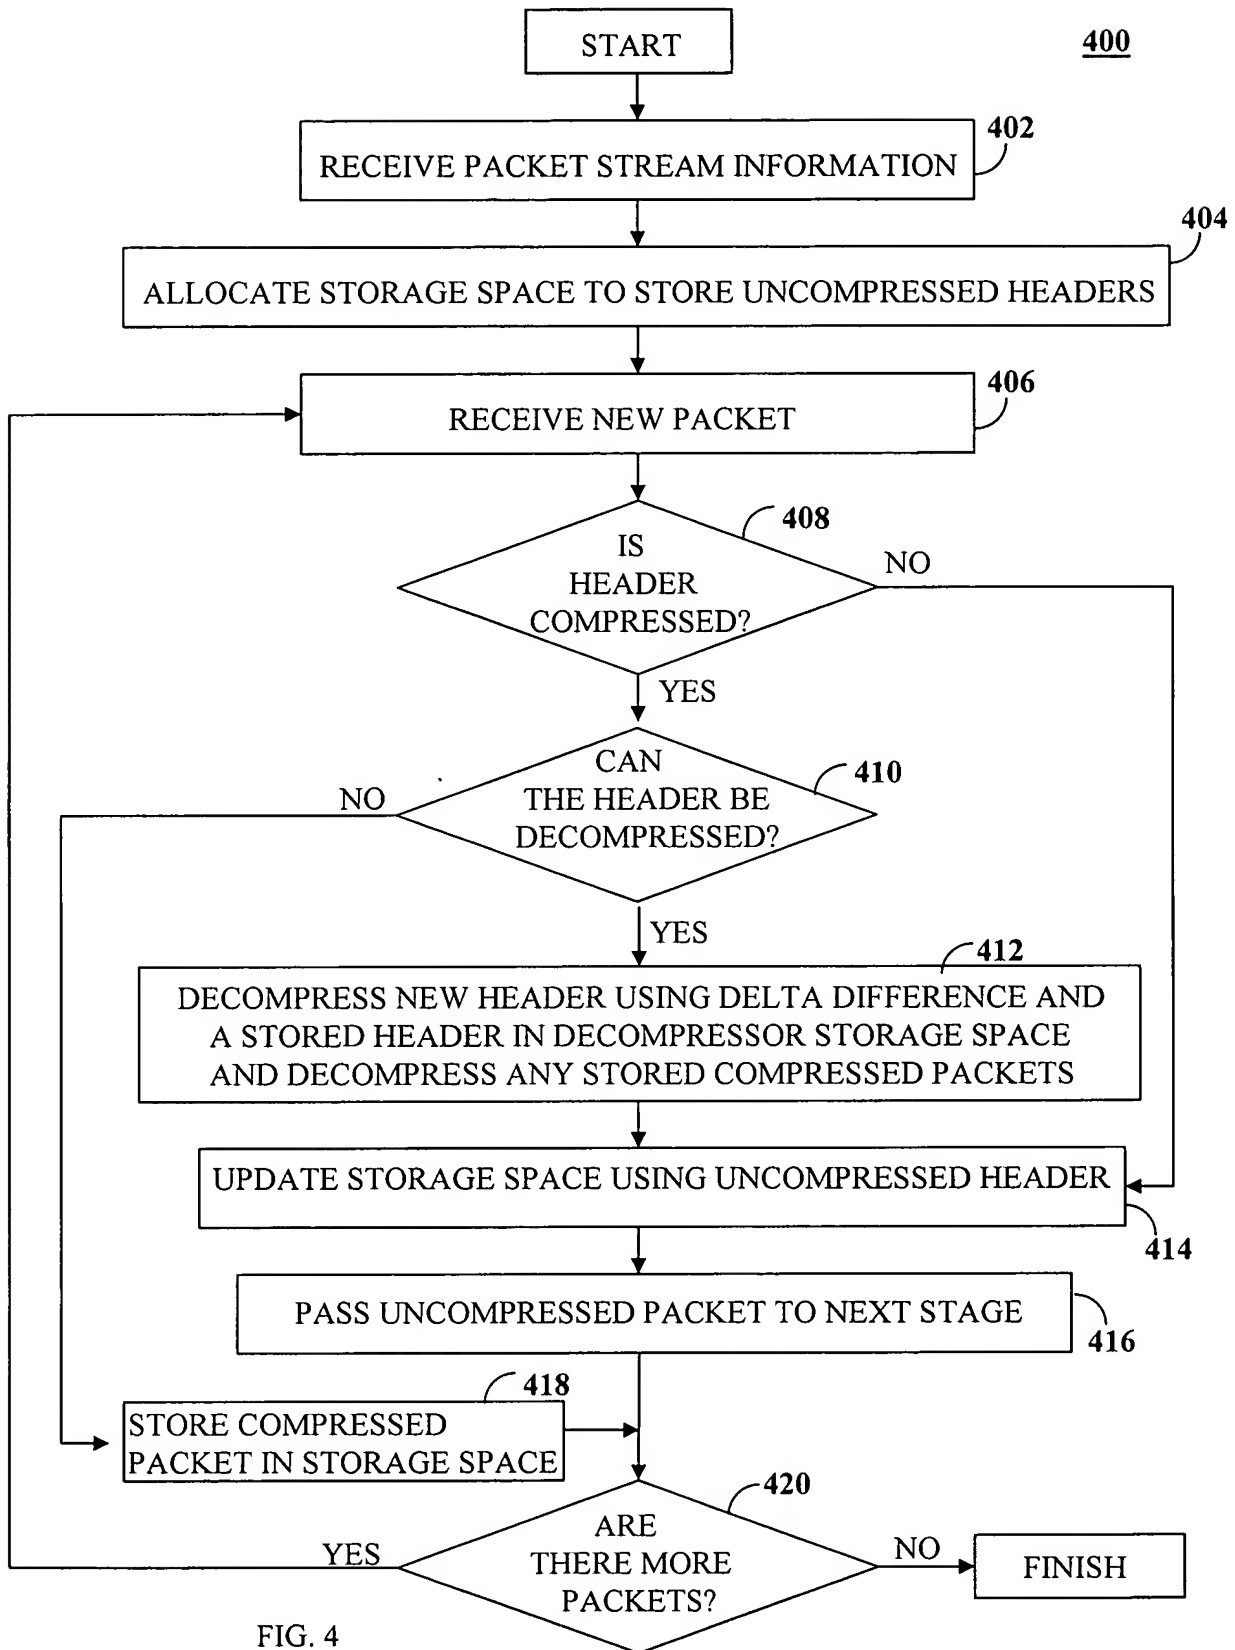 START
400
402
RECEIVE PACKET STREAM INFORMATION
404
ALLOCATE STORAGE SPACE TO STORE UNCOMPRESSED HEADERS
406
RECEIVE NEW PACKET
408
IS
HEADER
COMPRESSED?
NO
YES
CAN
THE HEADER BE
DECOMPRESSED?
410
NO
YES
412
DECOMPRESS NEW HEADER USING DELTA DIFFERENCE AND
A STORED HEADER IN DECOMPRESSOR STORAGE SPACE
AND DECOMPRESS ANY STORED COMPRESSED PACKETS
UPDATE STORAGE SPACE USING UNCOMPRESSED HEADER
414
PASS UNCOMPRESSED PACKET TO NEXT STAGE
416
418
STORE COMPRESSED
PACKET IN STORAGE SPACE
420
ARE
THERE MORE
PACKETS?
YES
NO
FINISH
FIG. 4